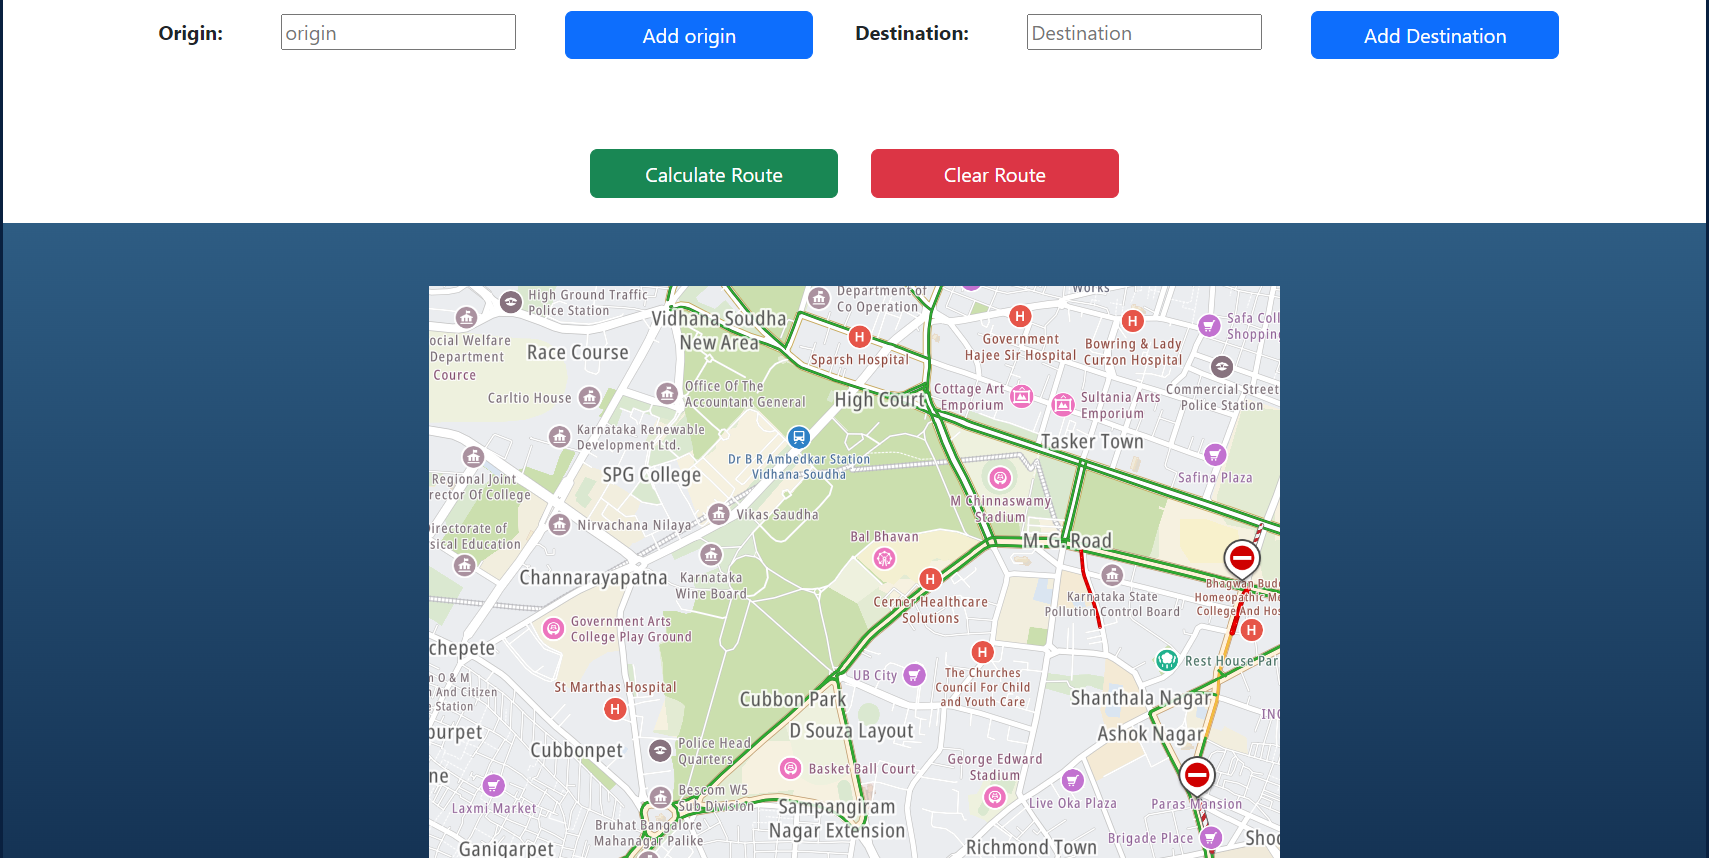 Origin:
origin
Add origin
Destination:
Destination
Add Destination
Calculate Route
Clear Route
High Ground Traffic
Police Station
Department of
Co Operation
Works
Vidhana Soudha
New Area
ocial Welfare
Department
Cource
Race Course
Sparsh Hospital
Government
Hajee Sir Hospital
Bowring & Lady
Curzon Hospital
Safa Coll
Shopping
Carltio House
Office Of The
Accountant General
High Court
Cottage Art
Emporium
Sultania Arts
Emporium
Commercial Street
Police Station
Karnataka Renewable
Development Ltd.
Tasker Town
Dr B R Ambedkar Station
Vidhana Soudha
SPG College
Regional Joint
irector Of College
Safina Plaza
M Chinnaswamy
Stadium
Nirvachana Nilaya
Vikas Saudha
Directorate of
sical Education
Bal Bhavan
M. G. Road
Channarayapatna
Karnataka
Wine Board
Cerner Healthcare
Solutions
Karnataka State
Pollution Control Board
Bhagwan Bud
Homeopathic Me
College And Hos
Government Arts
College Play Ground
chepete
Rest House Par
m O & M
n And Citizen
e Station
St Marthas Hospital
UB City
The Churches
Council For Child
and Youth Care
Cubbon Park
Shanthala Nagar
ING
urpet
Cubbonpet
D Souza Layout
Ashok Nagar
Police Head
Quarters
Basket Ball Court
George Edward
Stadium
ne
Laxmi Market
Bescom W5
Sub Division
Sampangiram
Nagar Extension
Live Oka Plaza
Paras Mansion
Bruhat Bangalore
Mahanagar Palike
Ganigarpet
Richmond Town
Brigade Place
Shoo